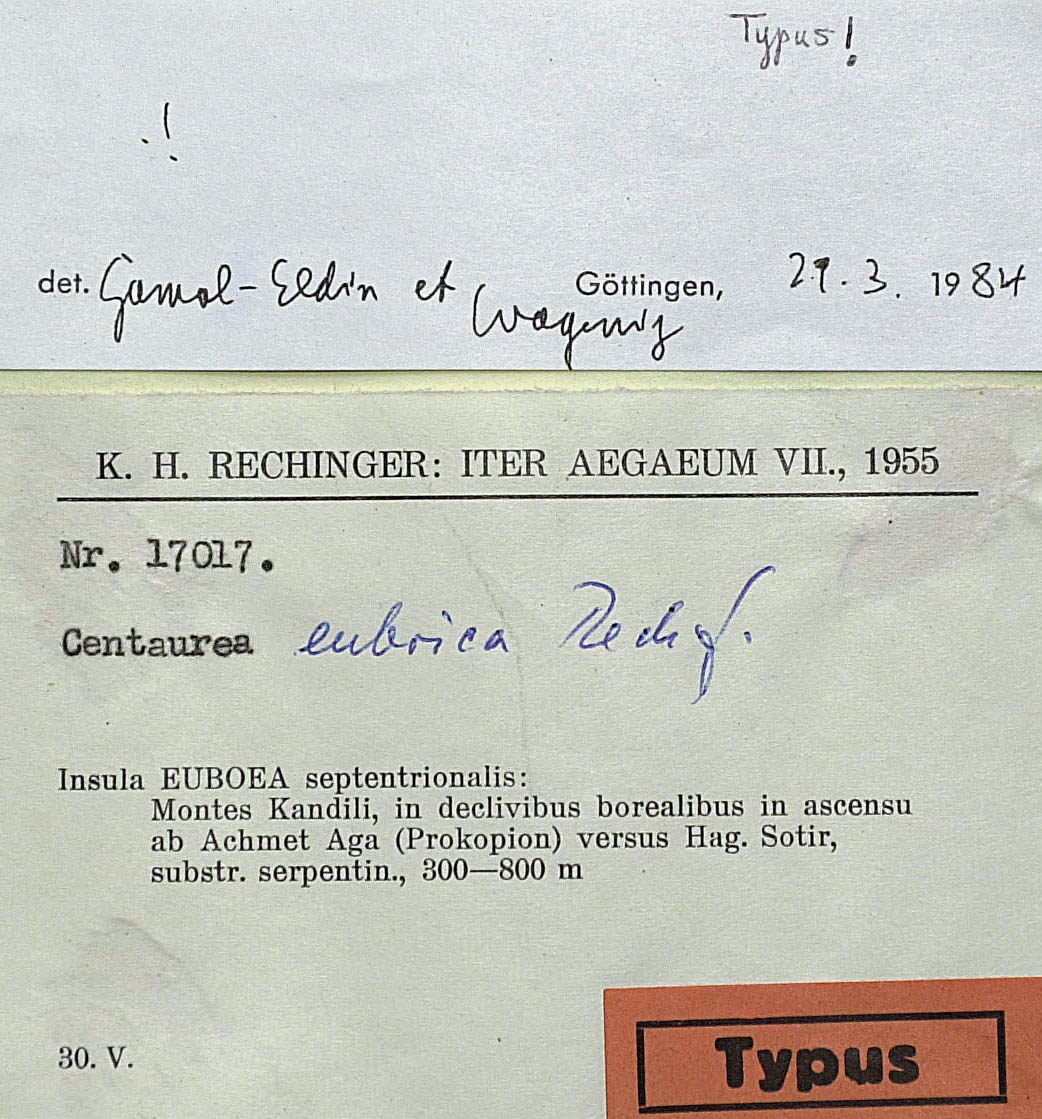 Typus!
!
det. Gamal-Eldin et Wagenitz Göttingen, 29.3. 1984
K. H. RECHINGER: ITER AEGAEUM VII., 1955
Nr. 17017.
Centaurea euboica Rech f.
Insula EUBOEA septentrionalis:
Montes Kandili, in declivibus borealibus in ascensu
ab Achmet Aga (Prokopion) versus Hag. Sotir,
substr. serpentin., 300—800 m
30. V.
Typus